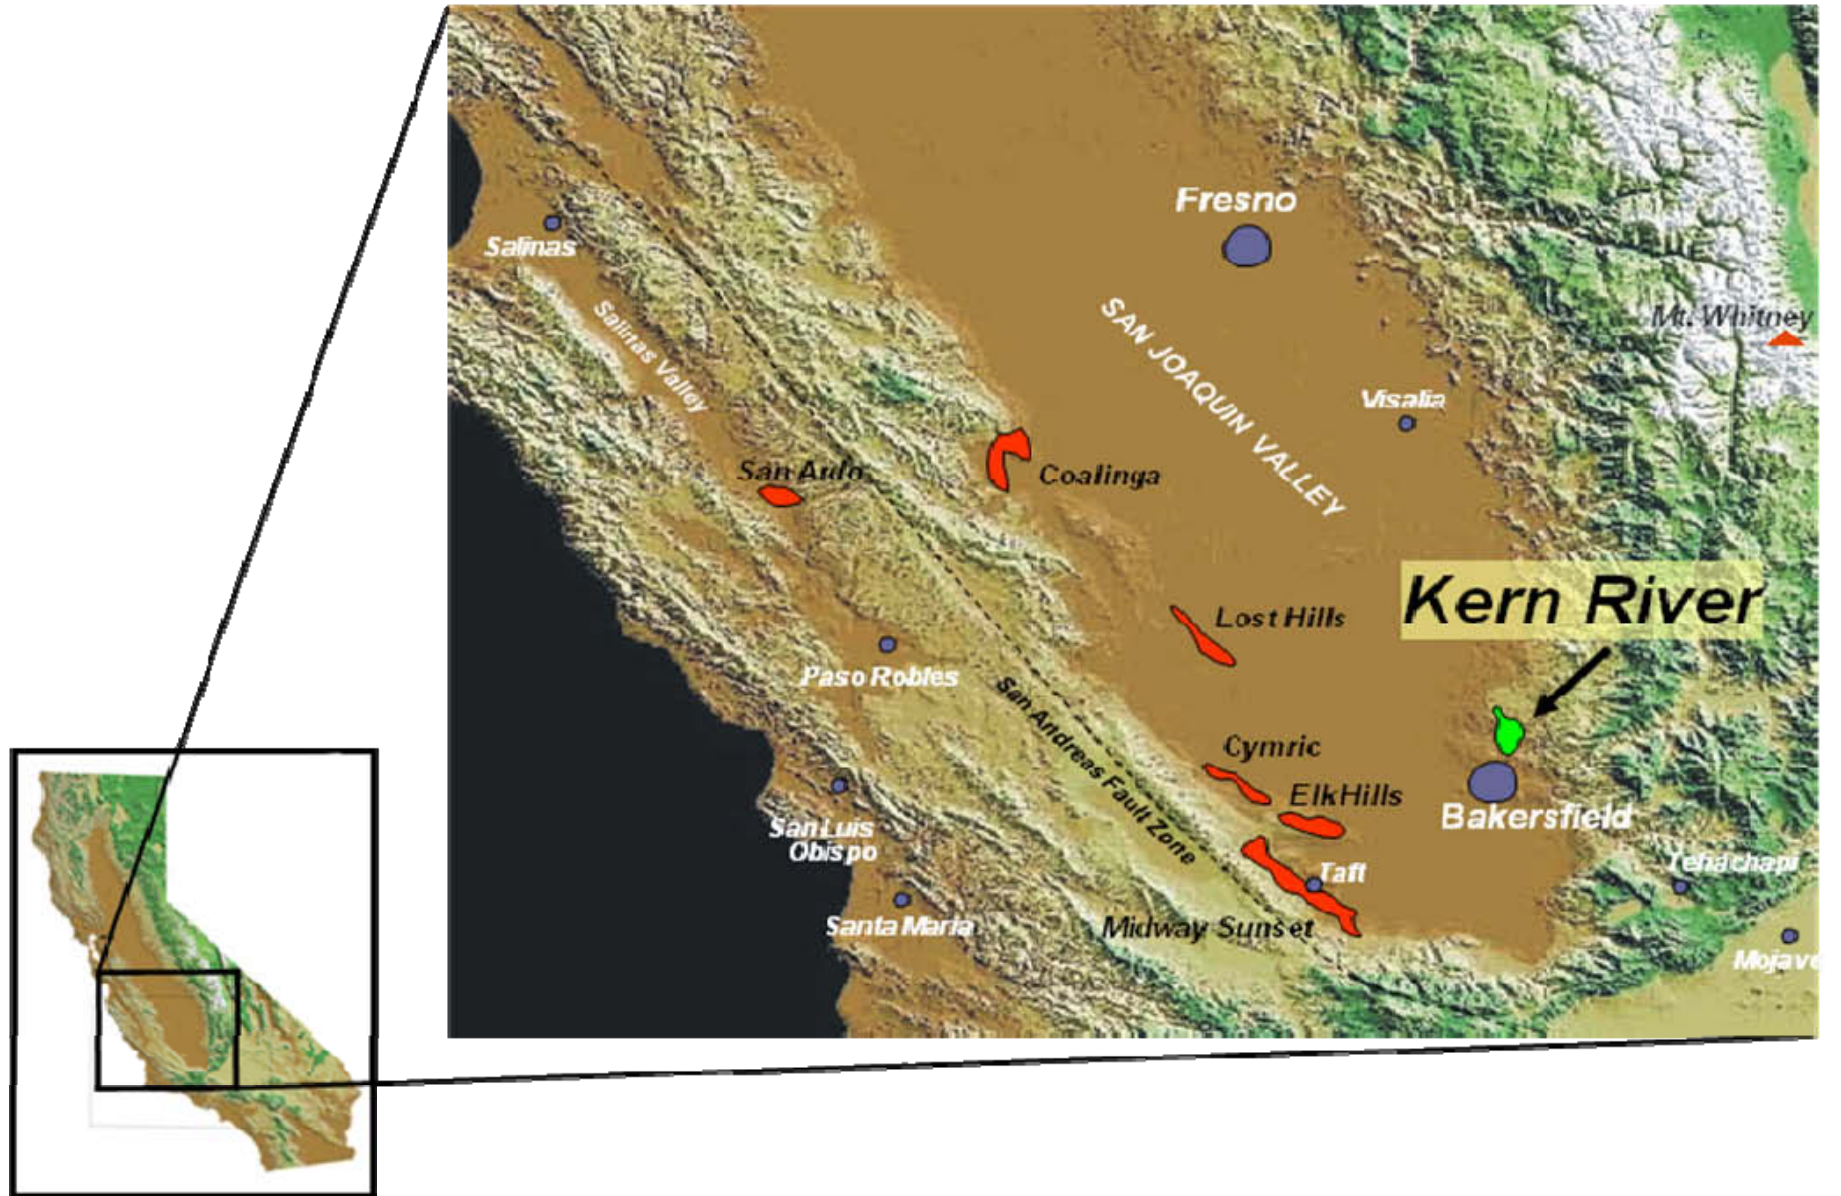 Fresno
Salinas
Mt. Whitney
Salinas Valley
SAN JOAQUIN VALLEY
Visalia
San Ardo
Coalinga
Kern River
Lost Hills
Paso Robles
San Andreas Fault Zone
Cymric
Elk Hills
Bakersfield
San Luis
Obispo
Taft
Tehachapi
Santa Maria
Midway Sunset
Mojave